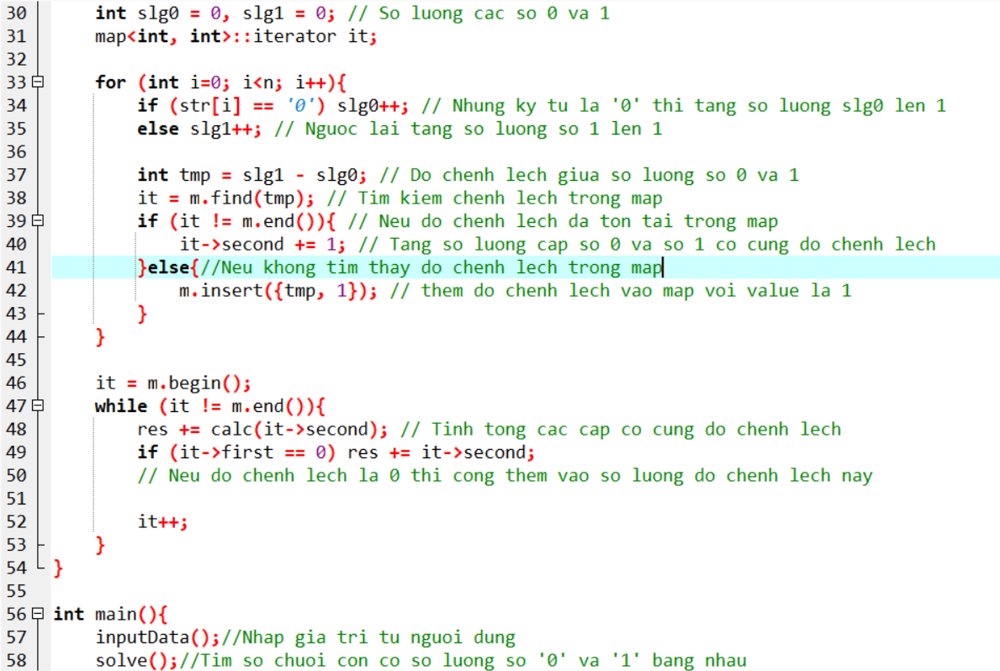 30 int slg0 = 0, slg1 = 0; // So luong cac so 0 va 1
31 map<int, int>::iterator it;
32
33 for (int i=0; i<n; i++){
34 if (str[i] == '0') slg0++; // Nhung ky tu la '0' thi tang so luong slg0 len 1
35 else slg1++; // Nguoc lai tang so luong so 1 len 1
36
37 int tmp = slg1 - slg0; // Do chenh lech giua so luong so 0 va 1
38 it = m.find(tmp); // Tim kiem chenh lech trong map
39 if (it != m.end()){ // Neu do chenh lech da ton tai trong map
40 it->second += 1; // Tang so luong cap so 0 va so 1 co cung do chenh lech
41 }else{//Neu khong tim thay do chenh lech trong map
42 m.insert({tmp, 1}); // them do chenh lech vao map voi value la 1
43 }
44 }
45
46 it = m.begin();
47 while (it != m.end()){
48 res += calc(it->second); // Tinh tong cac cap co cung do chenh lech
49 if (it->first == 0) res += it->second;
50 // Neu do chenh lech la 0 thi cong them vao so luong do chenh lech nay
51
52 it++;
53 }
54 }
55
56 int main(){
57 inputData();//Nhap gia tri tu nguoi dung
58 solve();//Tim so chuoi con co so luong so '0' va '1' bang nhau